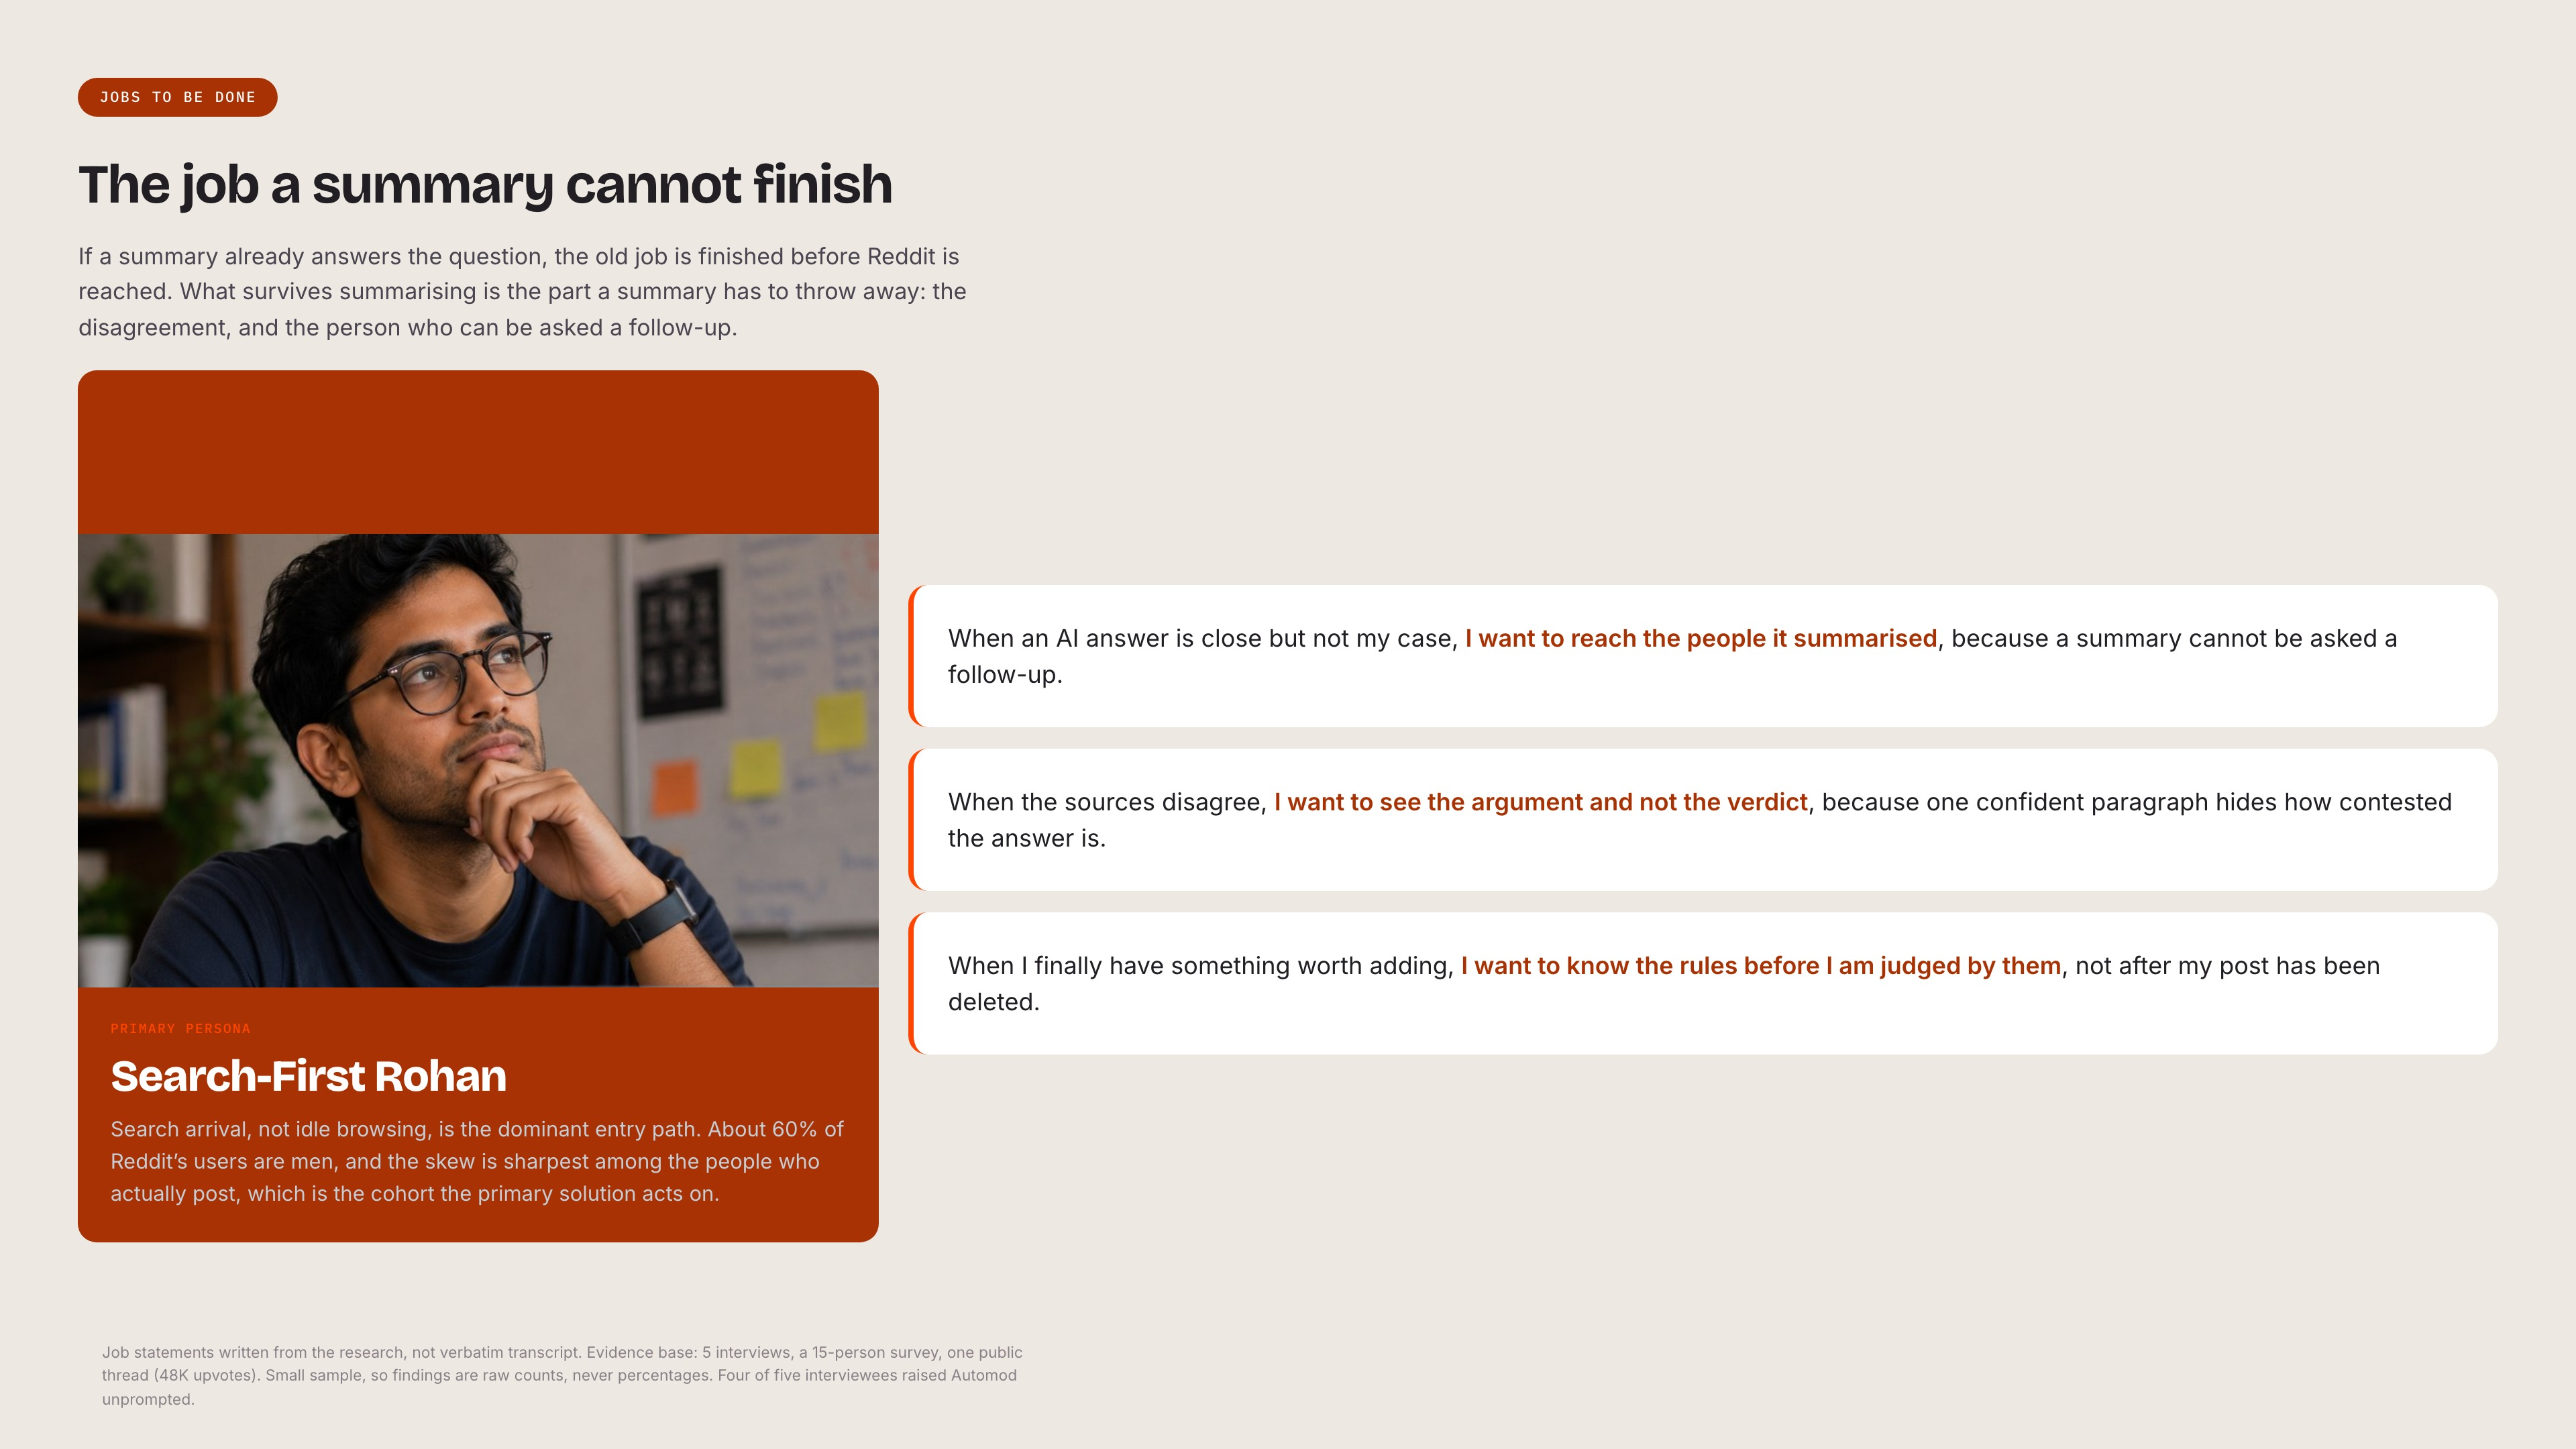 JOBS TO BE DONE
The job a summary cannot finish
If a summary already answers the question, the old job is finished before Reddit is
reached. What survives summarising is the part a summary has to throw away: the
disagreement, and the person who can be asked a follow-up.
PRIMARY PERSONA
Search-First Rohan
Search arrival, not idle browsing, is the dominant entry path. About 60% of
Reddit’s users are men, and the skew is sharpest among the people who
actually post, which is the cohort the primary solution acts on.
When an AI answer is close but not my case, I want to reach the people it summarised, because a summary cannot be asked a
follow-up.
When the sources disagree, I want to see the argument and not the verdict, because one confident paragraph hides how contested
the answer is.
When I finally have something worth adding, I want to know the rules before I am judged by them, not after my post has been
deleted.
Job statements written from the research, not verbatim transcript. Evidence base: 5 interviews, a 15-person survey, one public
thread (48K upvotes). Small sample, so findings are raw counts, never percentages. Four of five interviewees raised Automod
unprompted.